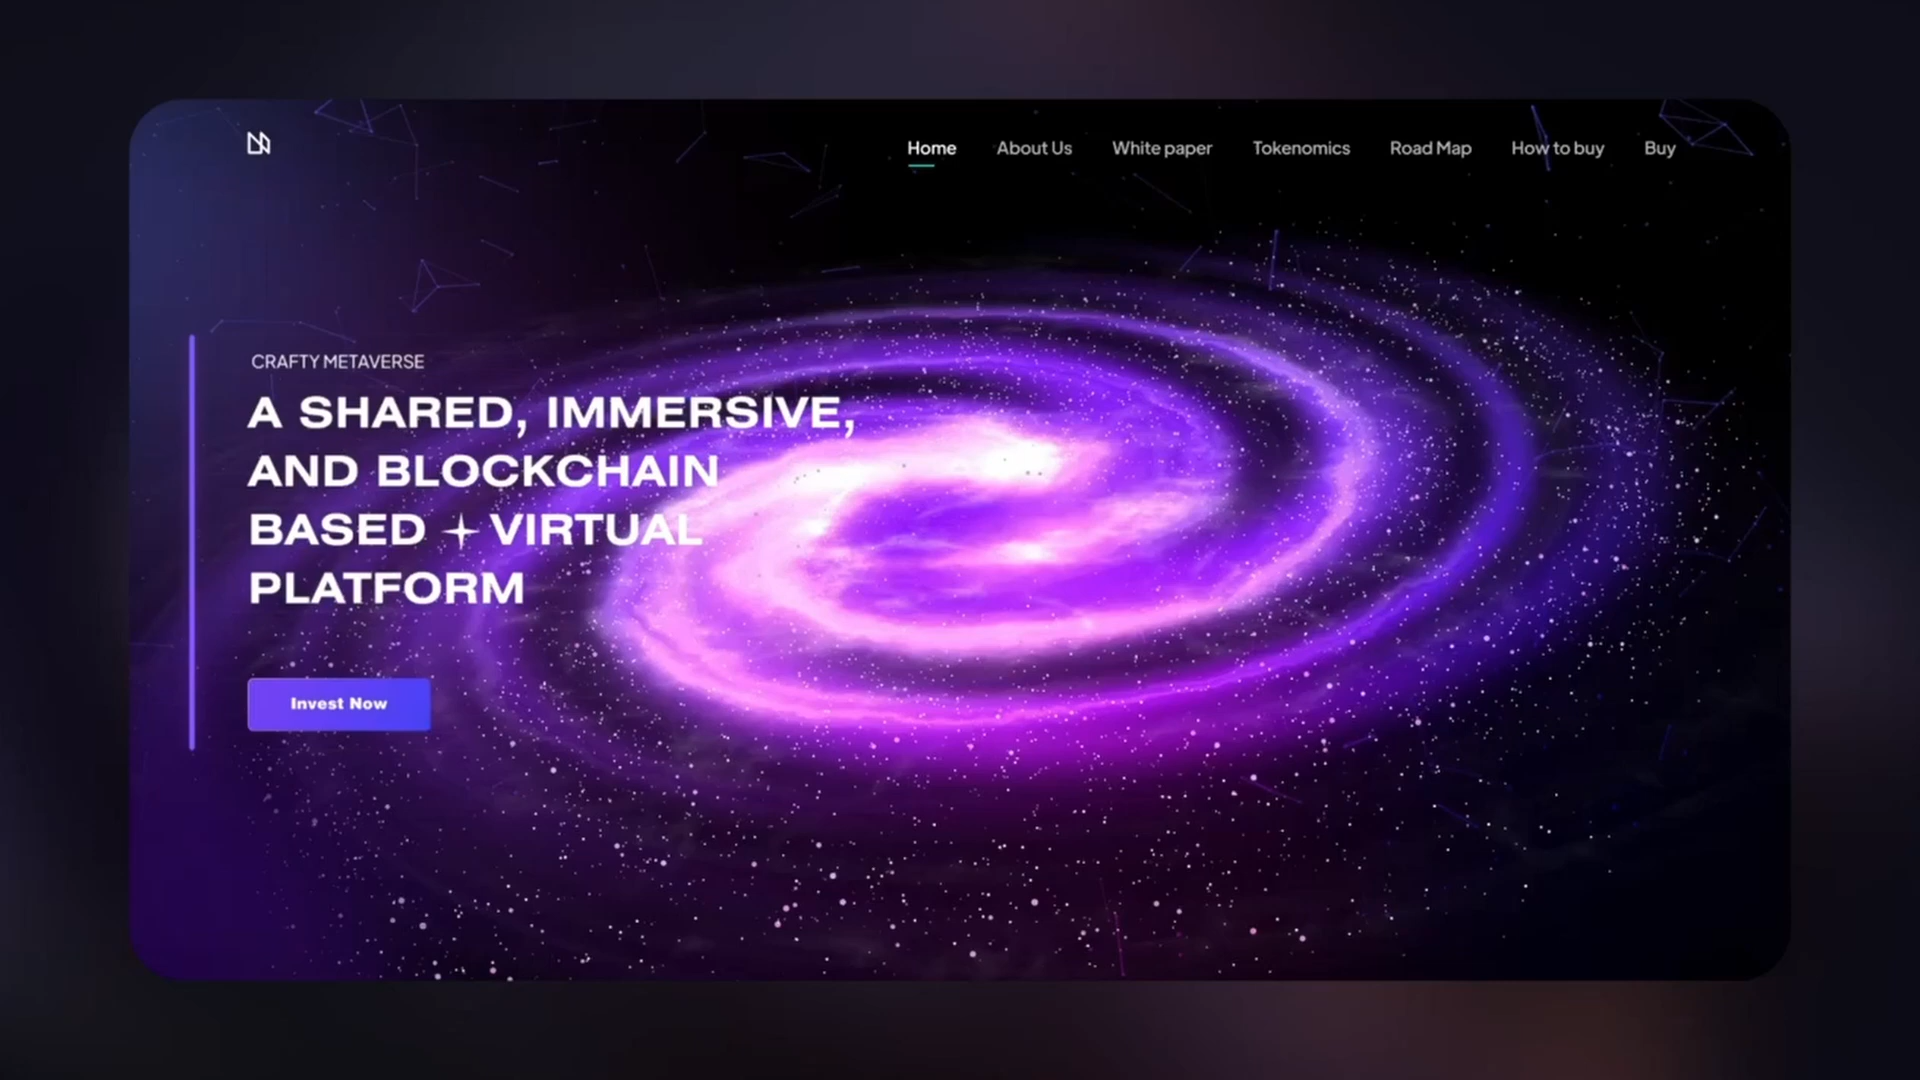 Home About Us White paper Tokenomics Road Map How to buy Buy
CRAFTY METAVERSE
A SHARED, IMMERSIVE,
AND BLOCKCHAIN
BASED VIRTUAL
PLATFORM
Invest Now